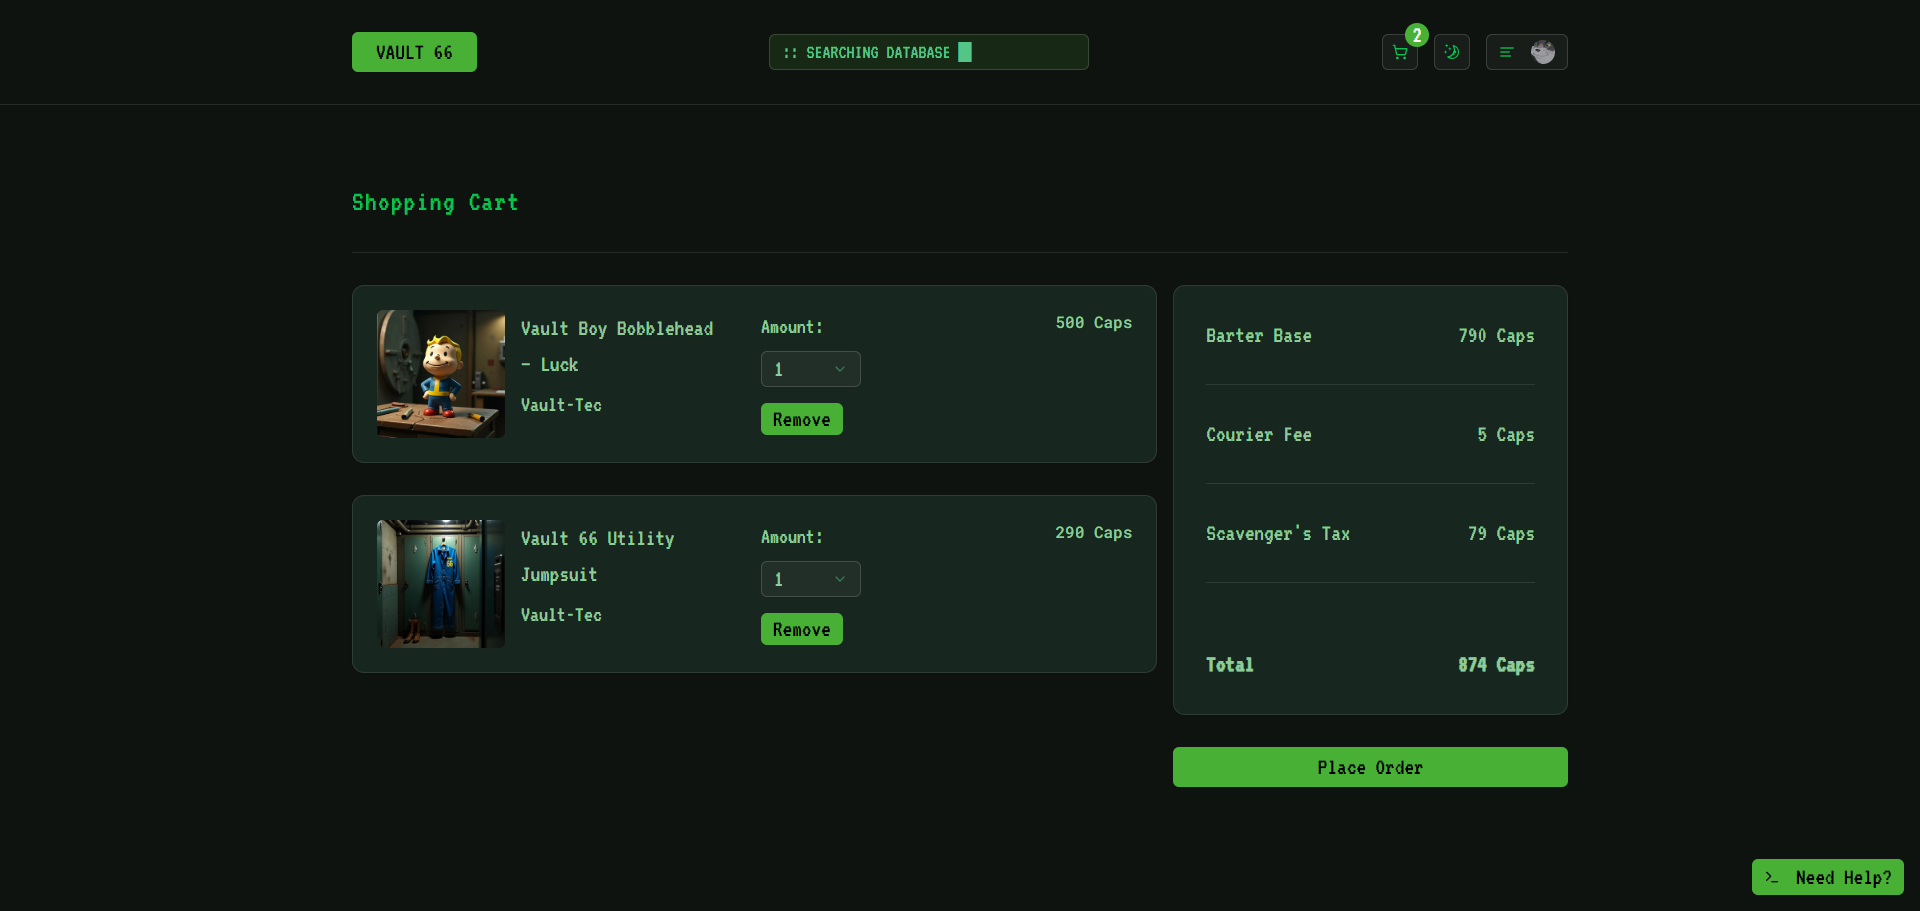 VAULT 66
:: SEARCHING DATABASE
2
Shopping Cart
Vault Boy Bobblehead
– Luck
Vault-Tec
Amount:
1
Remove
500 Caps
Vault 66 Utility
Jumpsuit
Vault-Tec
Amount:
1
Remove
290 Caps
Barter Base 790 Caps
Courier Fee 5 Caps
Scavenger's Tax 79 Caps
Total 874 Caps
Place Order
>_ Need Help?